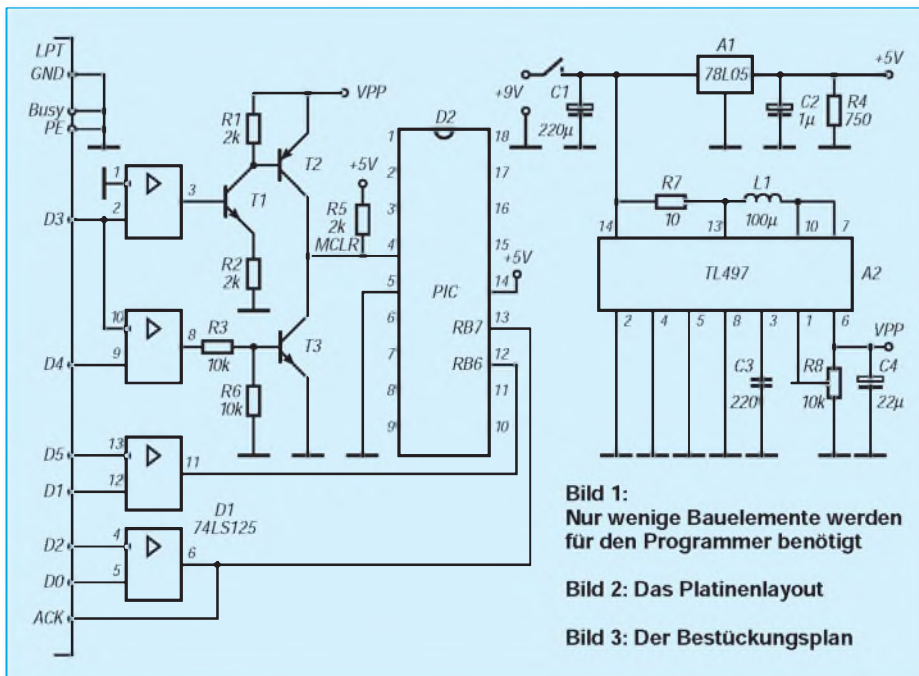 LPT
GND
Busy
PE
D3
D4
D5
D1
D2
D0
ACK
1
2
3
10
9
8
13
12
11
4
5
6
D1
74LS125
R1
2k
T1
R2
2k
T2
VPP
R3
10k
R6
10k
T3
+5V
R5
2k
MCLR
D2
PIC
1
2
3
4
5
6
7
8
9
18
17
16
15
14
13
12
11
10
RB7
RB6
+5V
+9V
C1
220µ
A1
78L05
C2
1µ
R4
750
+5V
R7
10
L1
100µ
14
13
10
7
TL497
A2
2
4
5
8
3
1
6
C3
220
R8
10k
VPP
C4
22µ
Bild 1:
Nur wenige Bauelemente werden
für den Programmer benötigt
Bild 2: Das Platinenlayout
Bild 3: Der Bestückungsplan